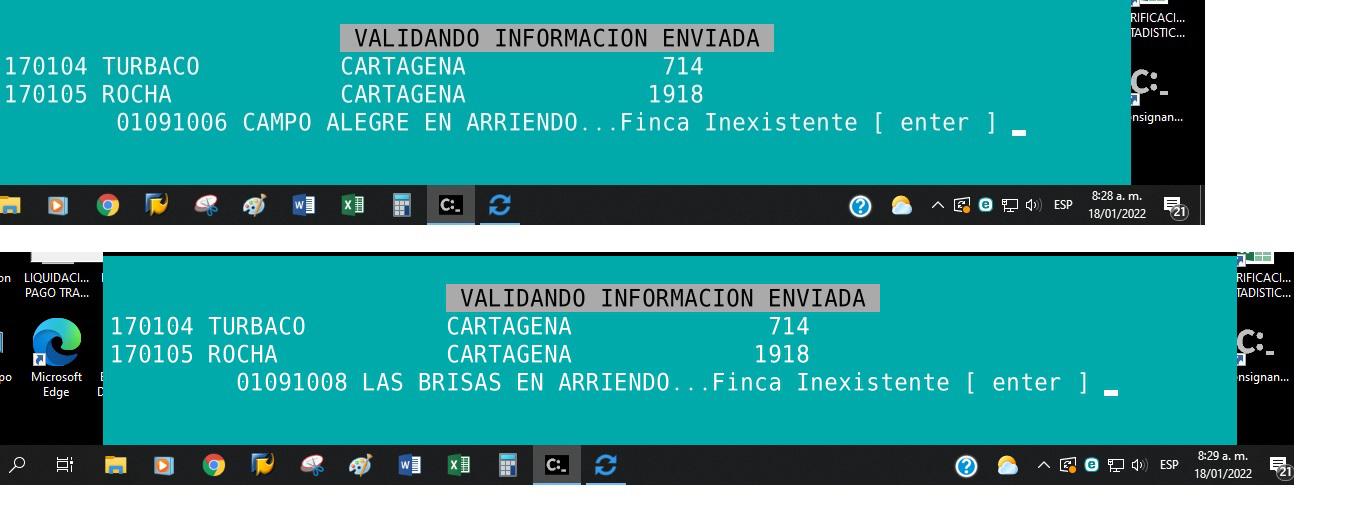 RIFICACI...
TADISTIC...
VALIDANDO INFORMACION ENVIADA
170104 TURBACO CARTAGENA 714
170105 ROCHA CARTAGENA 1918
01091006 CAMPO ALEGRE EN ARRIENDO...Finca Inexistente [ enter ]
C:_
nsignan...
ESP
8:28 a. m.
18/01/2022
21
on
LIQUIDACI...
PAGO TRA...
RIFICACI...
TADISTIC...
VALIDANDO INFORMACION ENVIADA
170104 TURBACO CARTAGENA 714
170105 ROCHA CARTAGENA 1918
01091008 LAS BRISAS EN ARRIENDO...Finca Inexistente [ enter ]
C:_
po
Microsoft
Edge
nsignan...
ESP
8:29 a. m.
18/01/2022
21